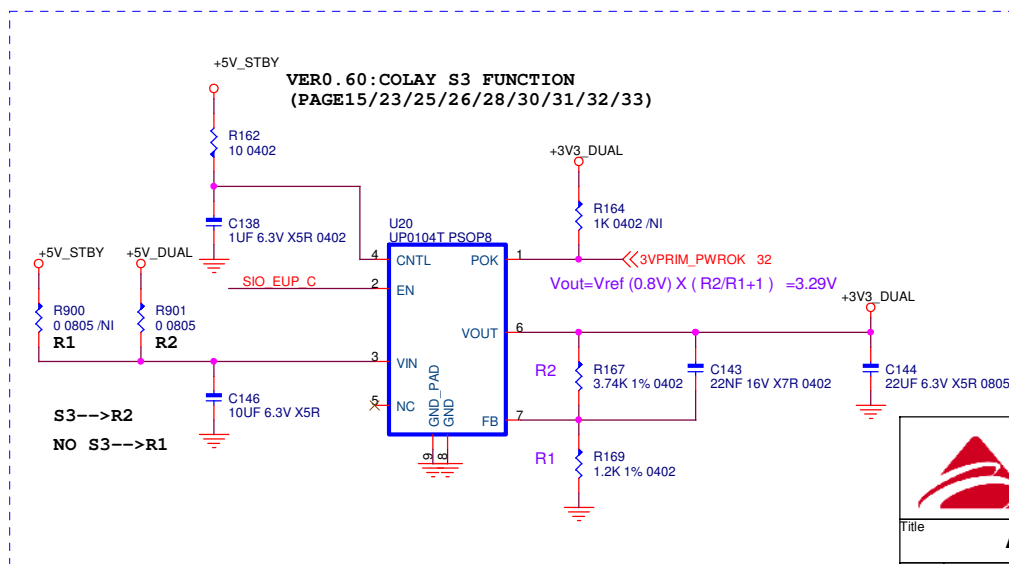 +5V_STBY
VER0.60:COLAY S3 FUNCTION
(PAGE15/23/25/26/28/30/31/32/33)
R162
10 0402
+3V3_DUAL
C138
1UF 6.3V X5R 0402
U20
UP0104T PSOP8
R164
1K 0402 /NI
+5V_STBY
+5V_DUAL
4
CNTL
POK
1
3VPRIM_PWROK 32
SIO_EUP_C
2
EN
Vout=Vref (0.8V) X ( R2/R1+1 ) =3.29V
+3V3_DUAL
R900
0 0805 /NI
R1
R901
0 0805
R2
VOUT
6
3
VIN
R2
R167
3.74K 1% 0402
C143
22NF 16V X7R 0402
C144
22UF 6.3V X5R 0805
C146
10UF 6.3V X5R
5
NC
GND_PAD
GND
FB
7
S3-->R2
NO S3-->R1
9
8
R1
R169
1.2K 1% 0402
Title